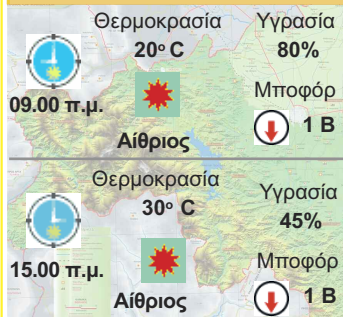 Θερμοκρασία Υγρασία
20° C 80%
09.00 π.μ. Μποφόρ
Αίθριος 1 Β
Θερμοκρασία Υγρασία
30° C 45%
15.00 π.μ. Μποφόρ
Αίθριος 1 Β